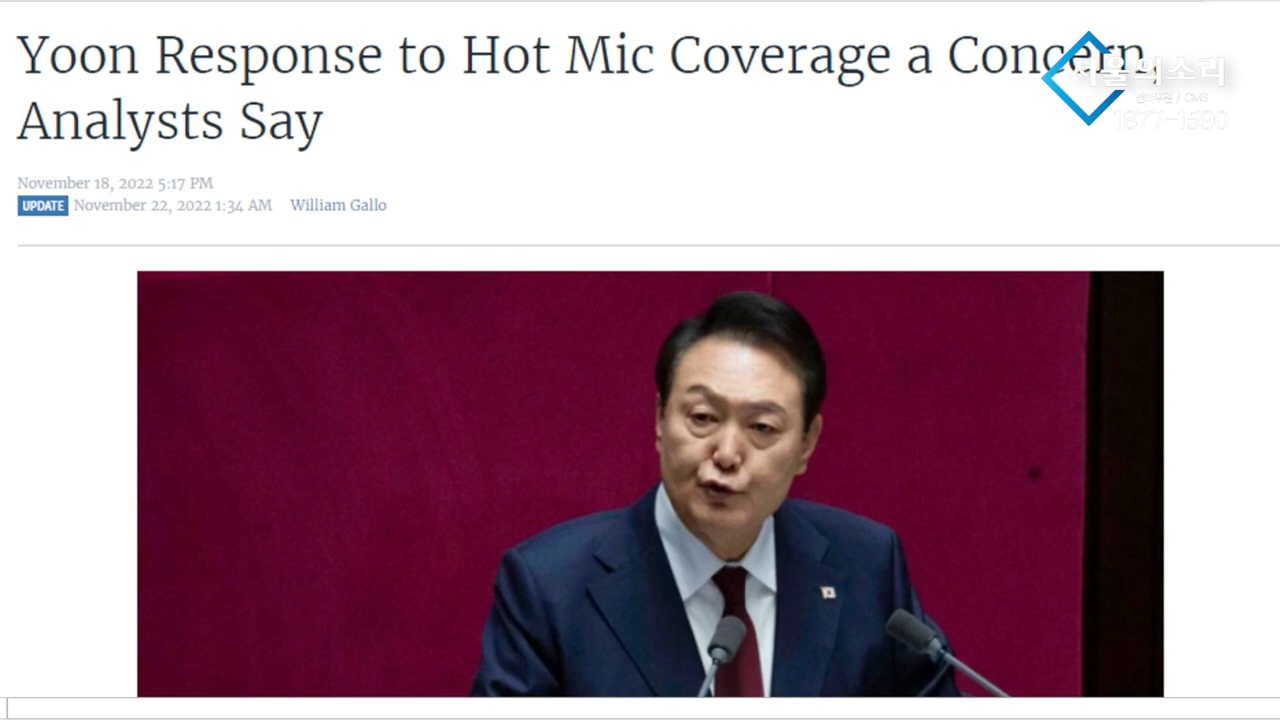 Yoon Response to Hot Mic Coverage a Concern,
Analysts Say
서울의소리
1877-1590
November 18, 2022 5:17 PM
UPDATE November 22, 2022 1:34 AM William Gallo